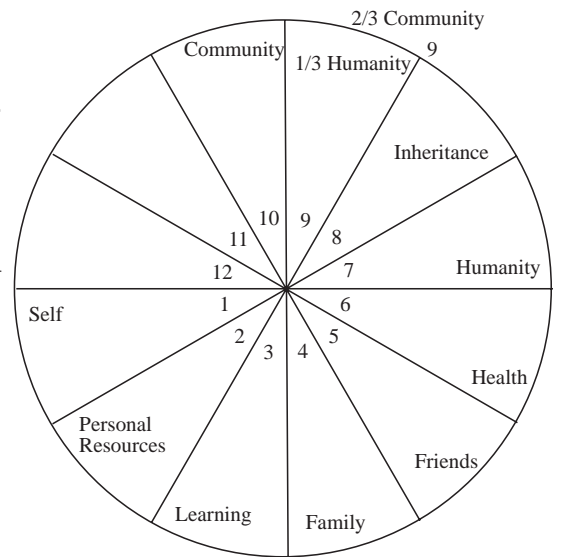 2/3 Community
Community
9
1/3 Humanity
Inheritance
10
9
11
8
12
7
Humanity
Self
1
6
2
5
3
4
Health
Personal
Resources
Friends
Learning
Family